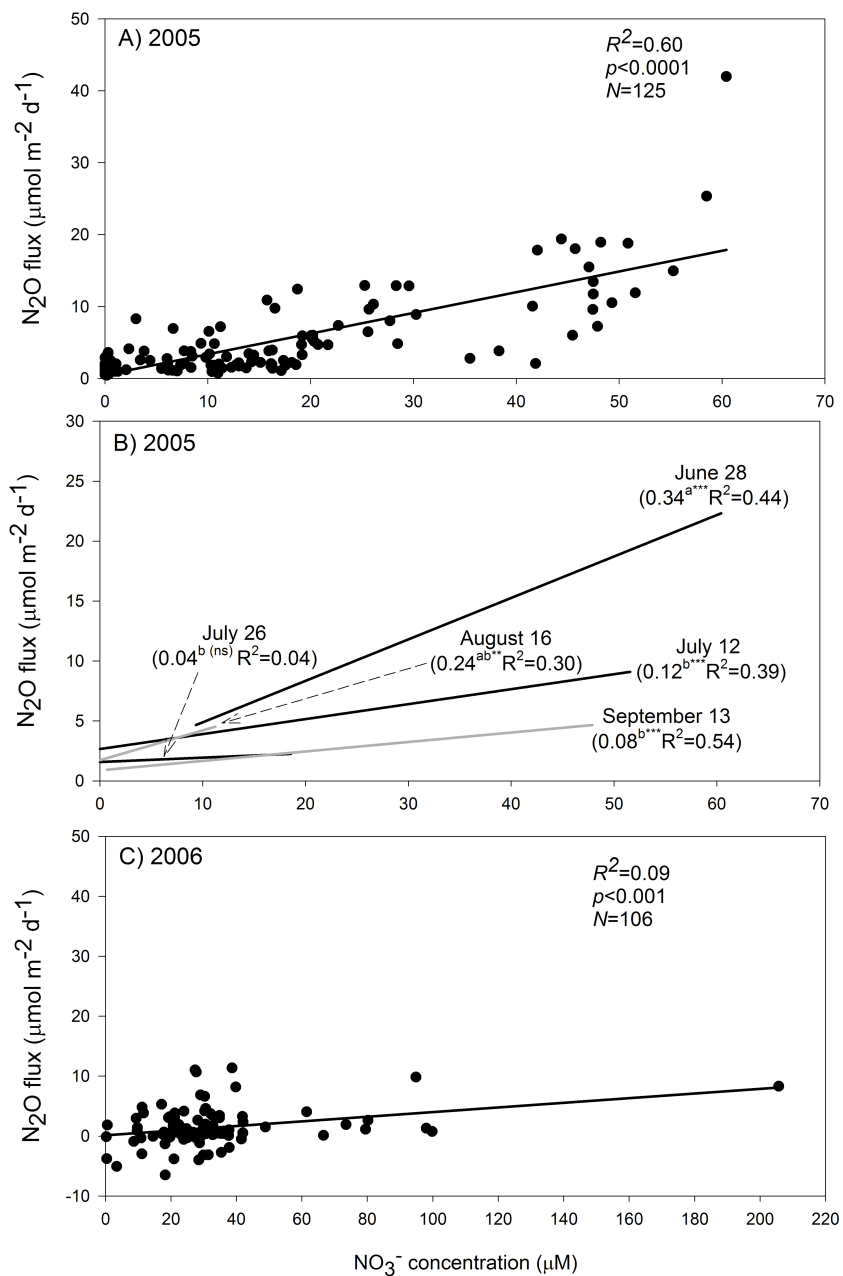 A) 2005
R²=0.60
p<0.0001
N=125
N₂O flux (μmol m⁻² d⁻¹)
50
40
30
20
10
0
0 10 20 30 40 50 60 70
B) 2005
June 28
(0.34ᵃ***R²=0.44)
July 26
(0.04ᵇ ⁽ⁿˢ⁾R²=0.04)
August 16
(0.24ᵃᵇ**R²=0.30)
July 12
(0.12ᵇ***R²=0.39)
September 13
(0.08ᵇ***R²=0.54)
N₂O flux (μmol m⁻² d⁻¹)
30
25
20
15
10
5
0
0 10 20 30 40 50 60 70
C) 2006
R²=0.09
p<0.001
N=106
N₂O flux (μmol m⁻² d⁻¹)
50
40
30
20
10
0
-10
0 20 40 60 80 100 120 140 160 180 200 220
NO₃⁻ concentration (μM)